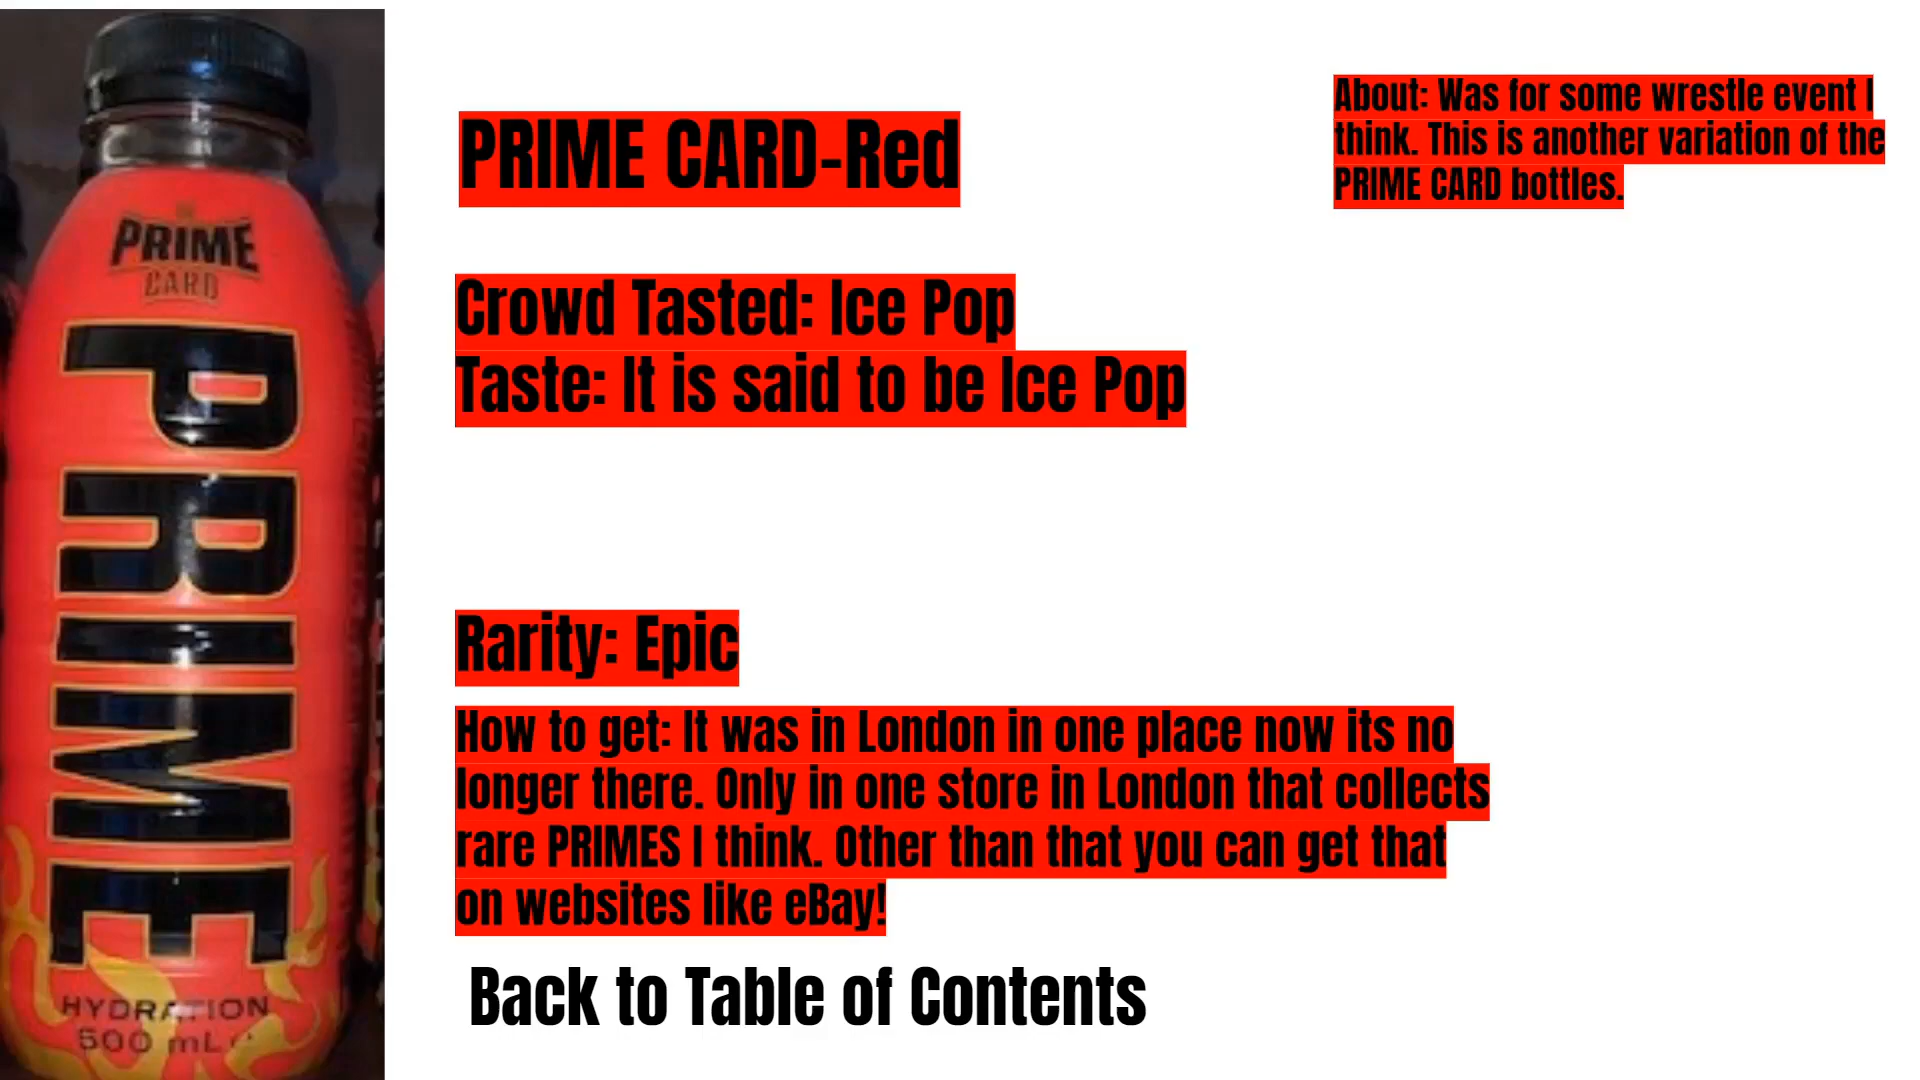 PRIME
CARD
PRIME
HYDRATION
500 mL
PRIME CARD-Red
About: Was for some wrestle event I
think. This is another variation of the
PRIME CARD bottles.
Crowd Tasted: Ice Pop
Taste: It is said to be Ice Pop
Rarity: Epic
How to get: It was in London in one place now its no
longer there. Only in one store in London that collects
rare PRIMES I think. Other than that you can get that
on websites like eBay!
Back to Table of Contents